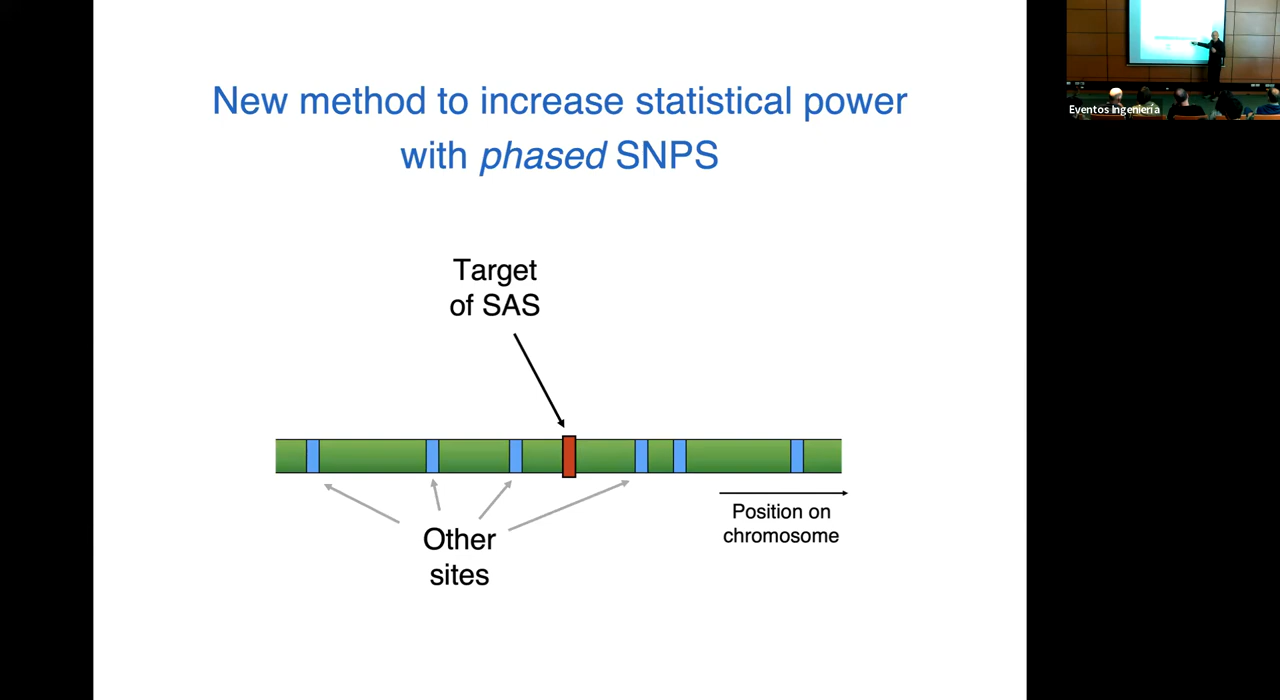 New method to increase statistical power
with phased SNPS
Target
of SAS
Other
sites
Position on
chromosome
Eventos Ingeniería